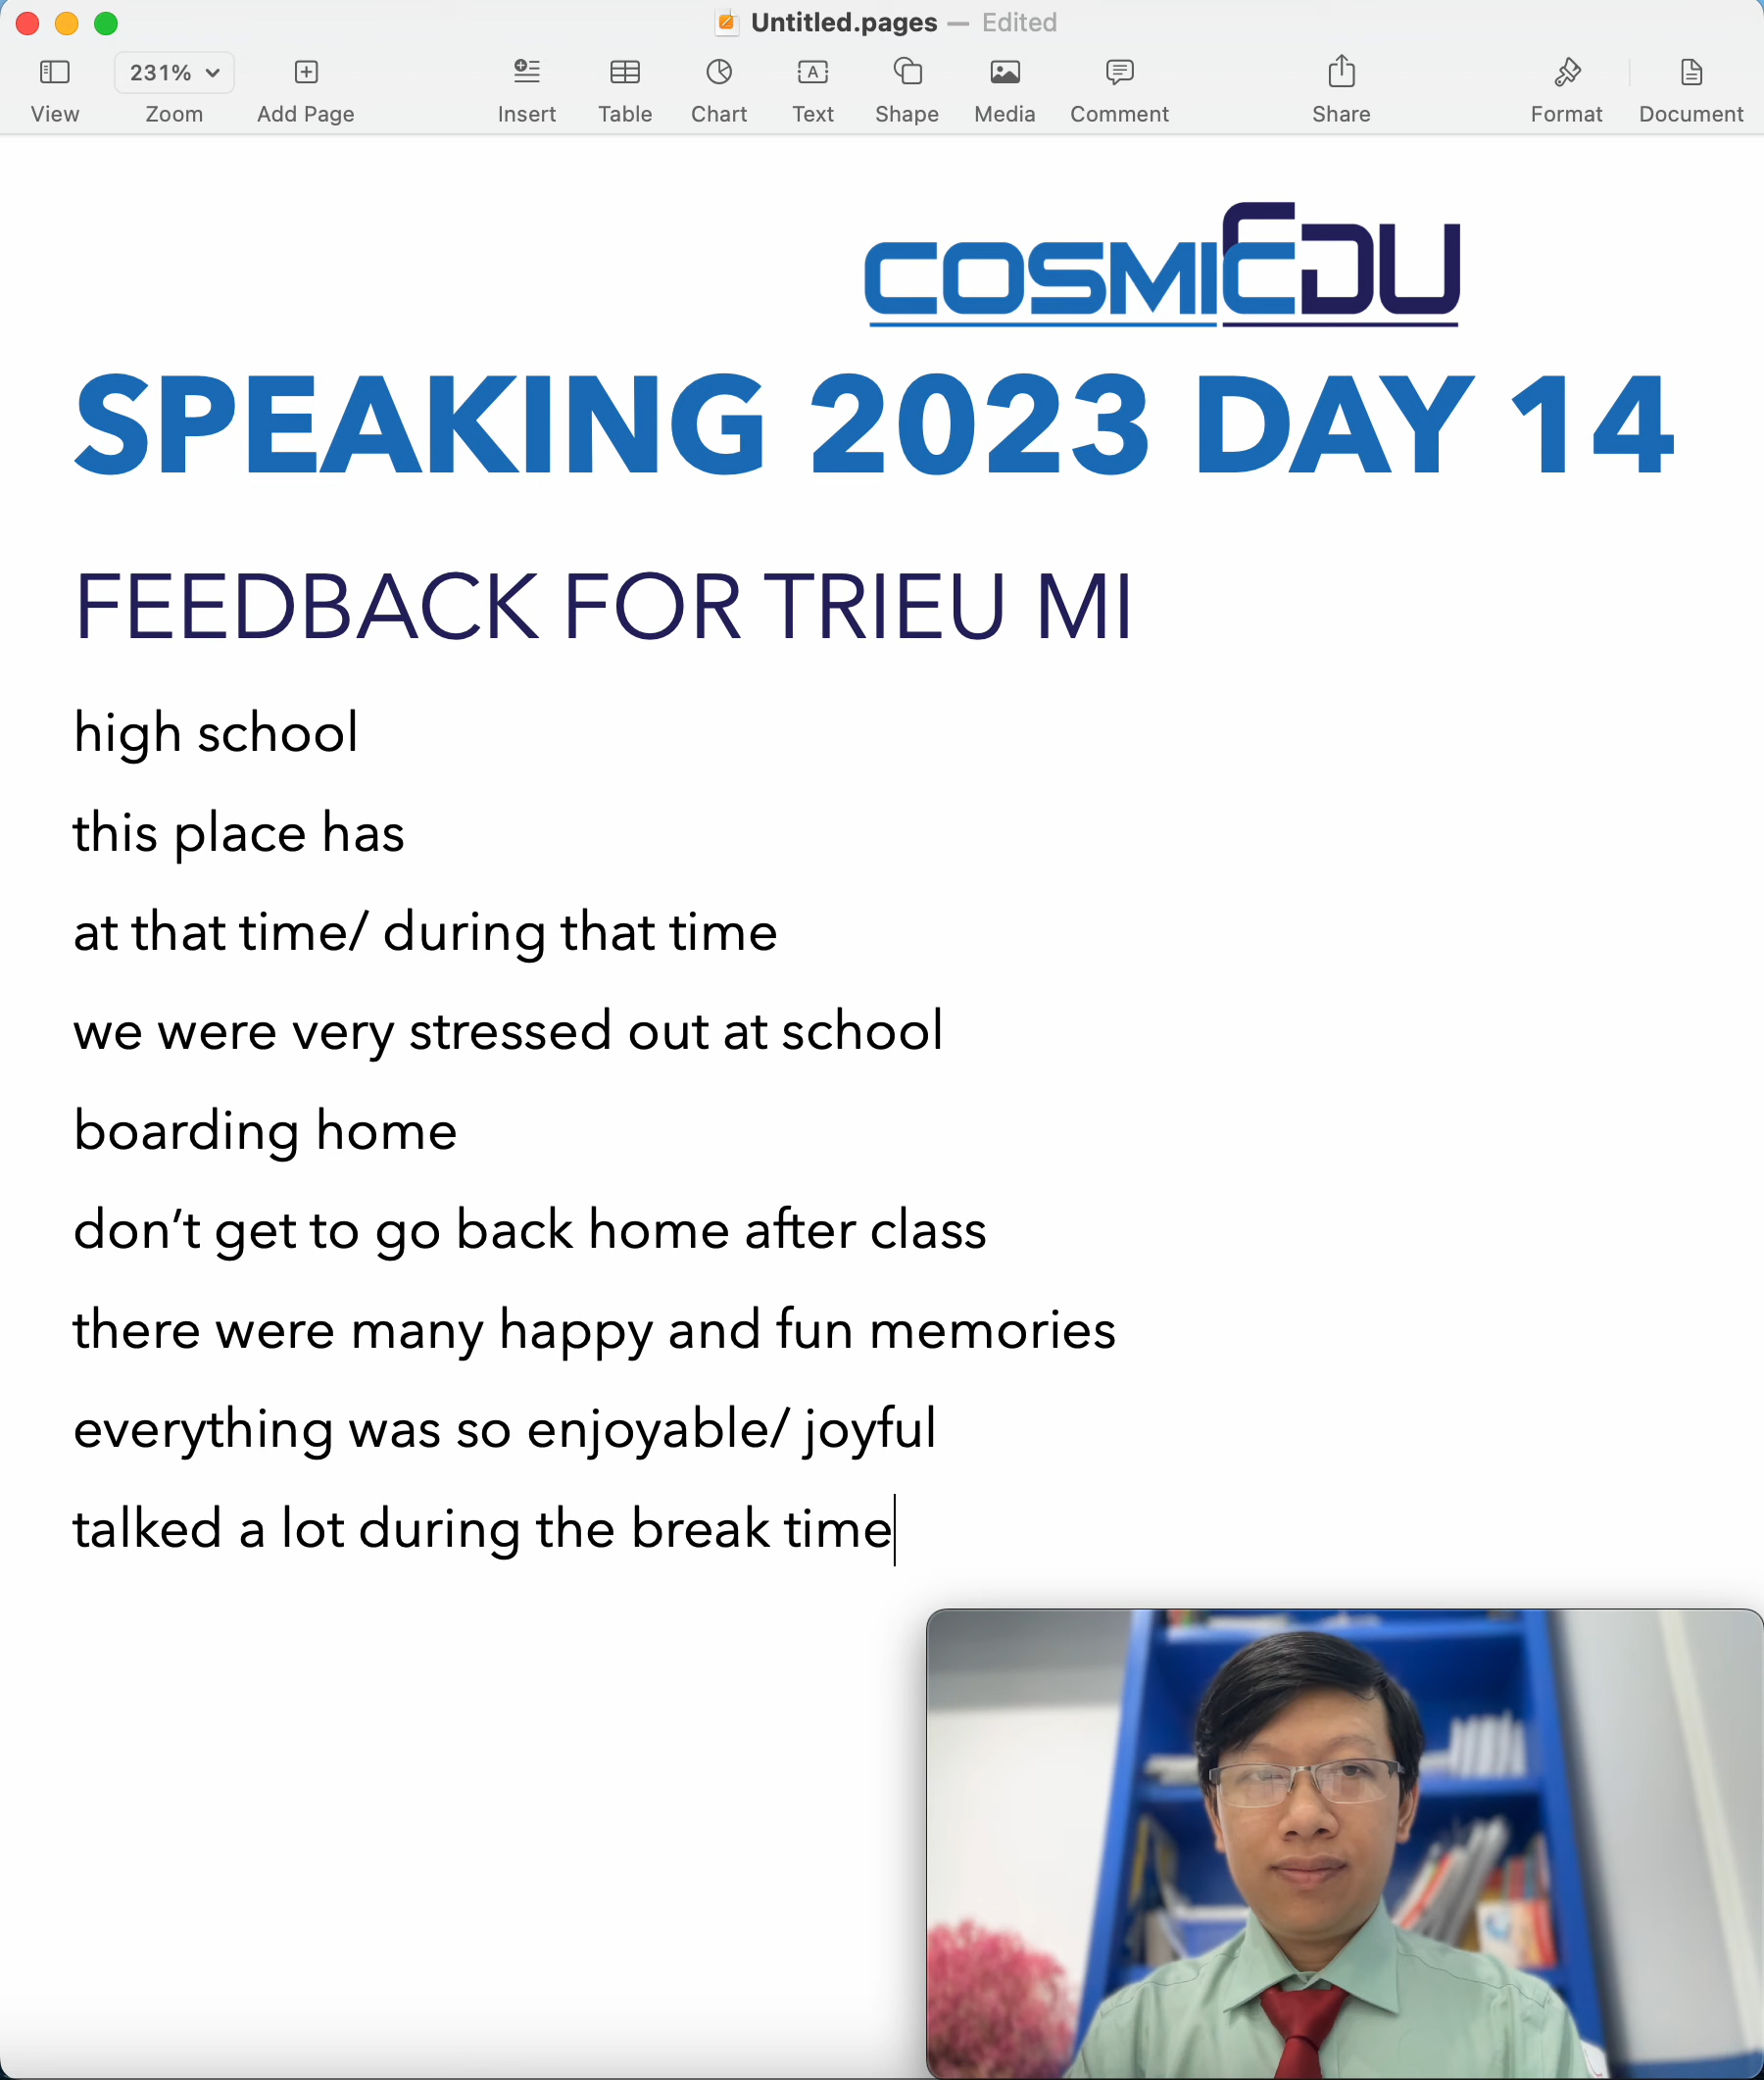 Untitled.pages — Edited
231%
View Zoom Add Page Insert Table Chart Text Shape Media Comment Share Format Document
COSMIEDU
SPEAKING 2023 DAY 14
FEEDBACK FOR TRIEU MI
high school
this place has
at that time/ during that time
we were very stressed out at school
boarding home
don’t get to go back home after class
there were many happy and fun memories
everything was so enjoyable/ joyful
talked a lot during the break time